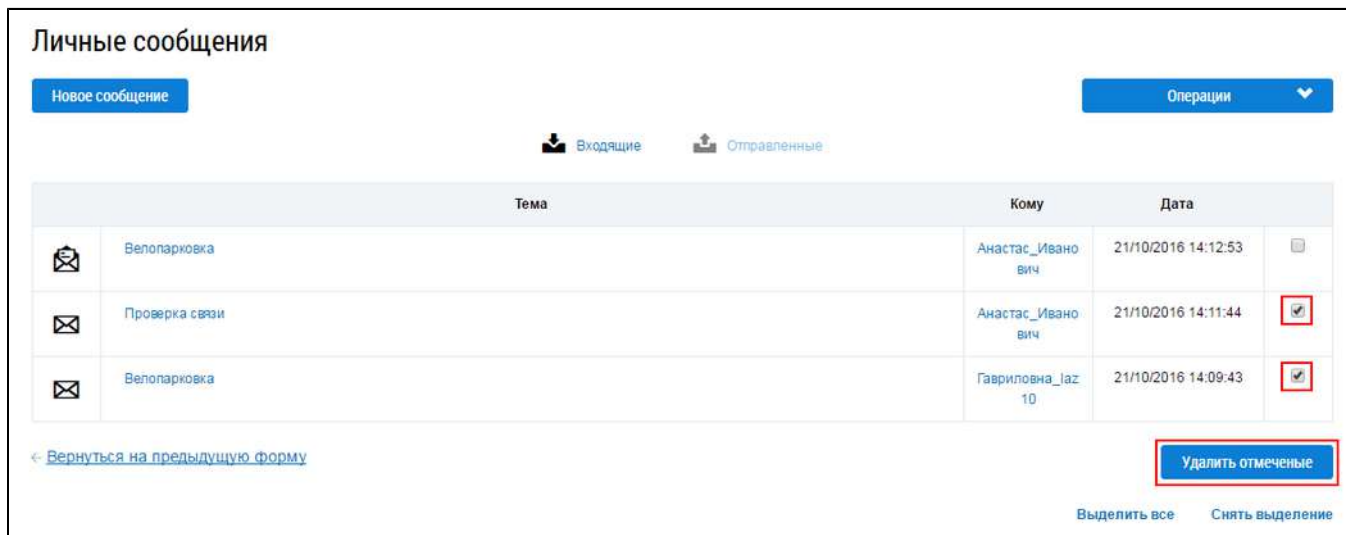 Личные сообщения
Новое сообщение
Операции
Входящие
Отправленные
Тема
Кому
Дата
Велопарковка
Анастас_Ивано
вич
21/10/2016 14:12:53
Проверка связи
Анастас_Ивано
вич
21/10/2016 14:11:44
Велопарковка
Гавриловна_laz
10
21/10/2016 14:09:43
← Вернуться на предыдущую форму
Удалить отмеченые
Выделить все
Снять выделение